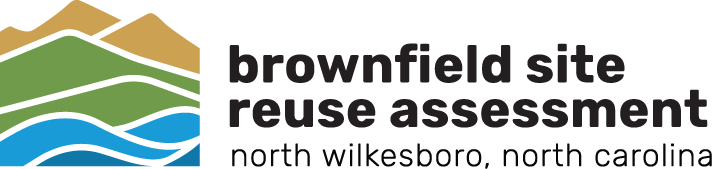 brownfield site
reuse assessment
north wilkesboro, north carolina